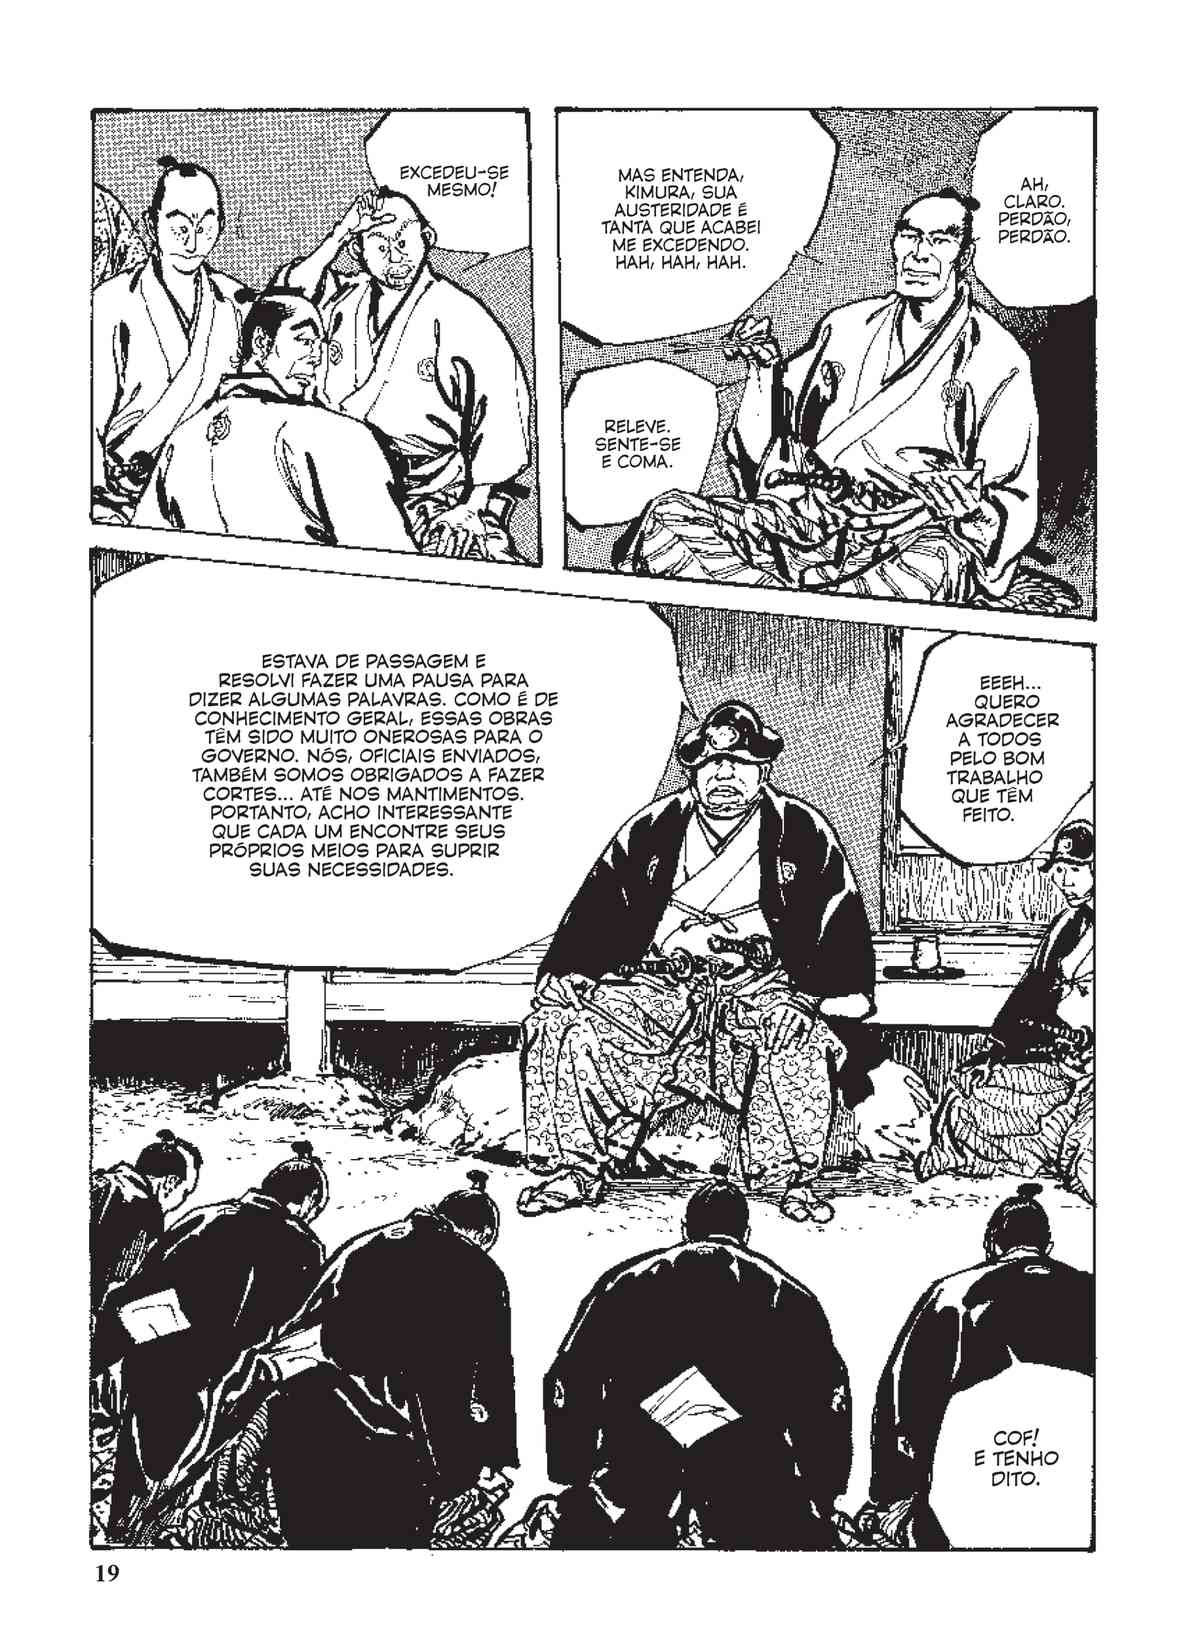 AH,
CLARO.
PERDÃO,
PERDÃO.
MAS ENTENDA,
KIMURA, SUA
AUSTERIDADE É
TANTA QUE ACABEI
ME EXCEDENDO.
HAH, HAH, HAH.
RELEVE.
SENTE-SE
E COMA.
EXCEDEU-SE
MESMO!
EEEH...
QUERO
AGRADECER
A TODOS
PELO BOM
TRABALHO
QUE TÊM
FEITO.
ESTAVA DE PASSAGEM E
RESOLVI FAZER UMA PAUSA PARA
DIZER ALGUMAS PALAVRAS. COMO É DE
CONHECIMENTO GERAL, ESSAS OBRAS
TÊM SIDO MUITO ONEROSAS PARA O
GOVERNO. NÓS, OFICIAIS ENVIADOS,
TAMBÉM SOMOS OBRIGADOS A FAZER
CORTES... ATÉ NOS MANTIMENTOS.
PORTANTO, ACHO INTERESSANTE
QUE CADA UM ENCONTRE SEUS
PRÓPRIOS MEIOS PARA SUPRIR
SUAS NECESSIDADES.
COF!
E TENHO
DITO.
19